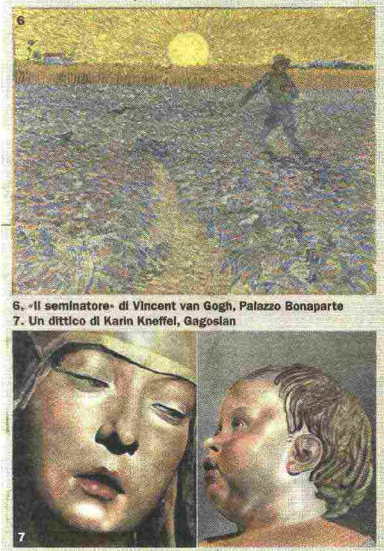 6
6. «Il seminatore» di Vincent van Gogh, Palazzo Bonaparte
7. Un dittico di Karin Kneffel, Gagosian
7